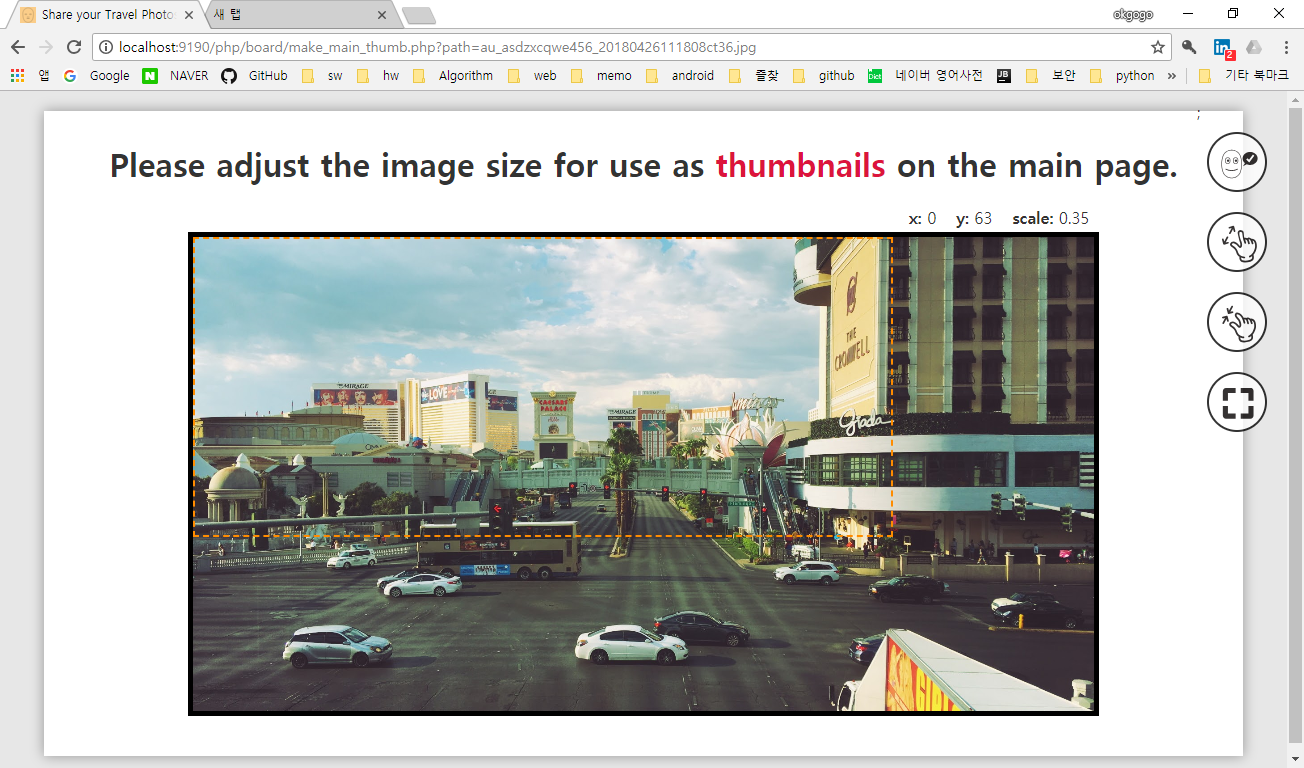 Share your Travel Photo
새 탭
okgogo
localhost:9190/php/board/make_main_thumb.php?path=au_asdzxcqwe456_20180426111808ct36.jpg
2
앱 Google NAVER GitHub sw hw Algorithm web memo android 즐찾 github Dict 네이버 영어사전 JB 보안 python » 기타 북마크
;
Please adjust the image size for use as thumbnails on the main page.
x: 0 y: 63 scale: 0.35
THE
CROMWELL
MIRAGE
LOVE
CAESARS
PALACE
MIRAGE
Giada